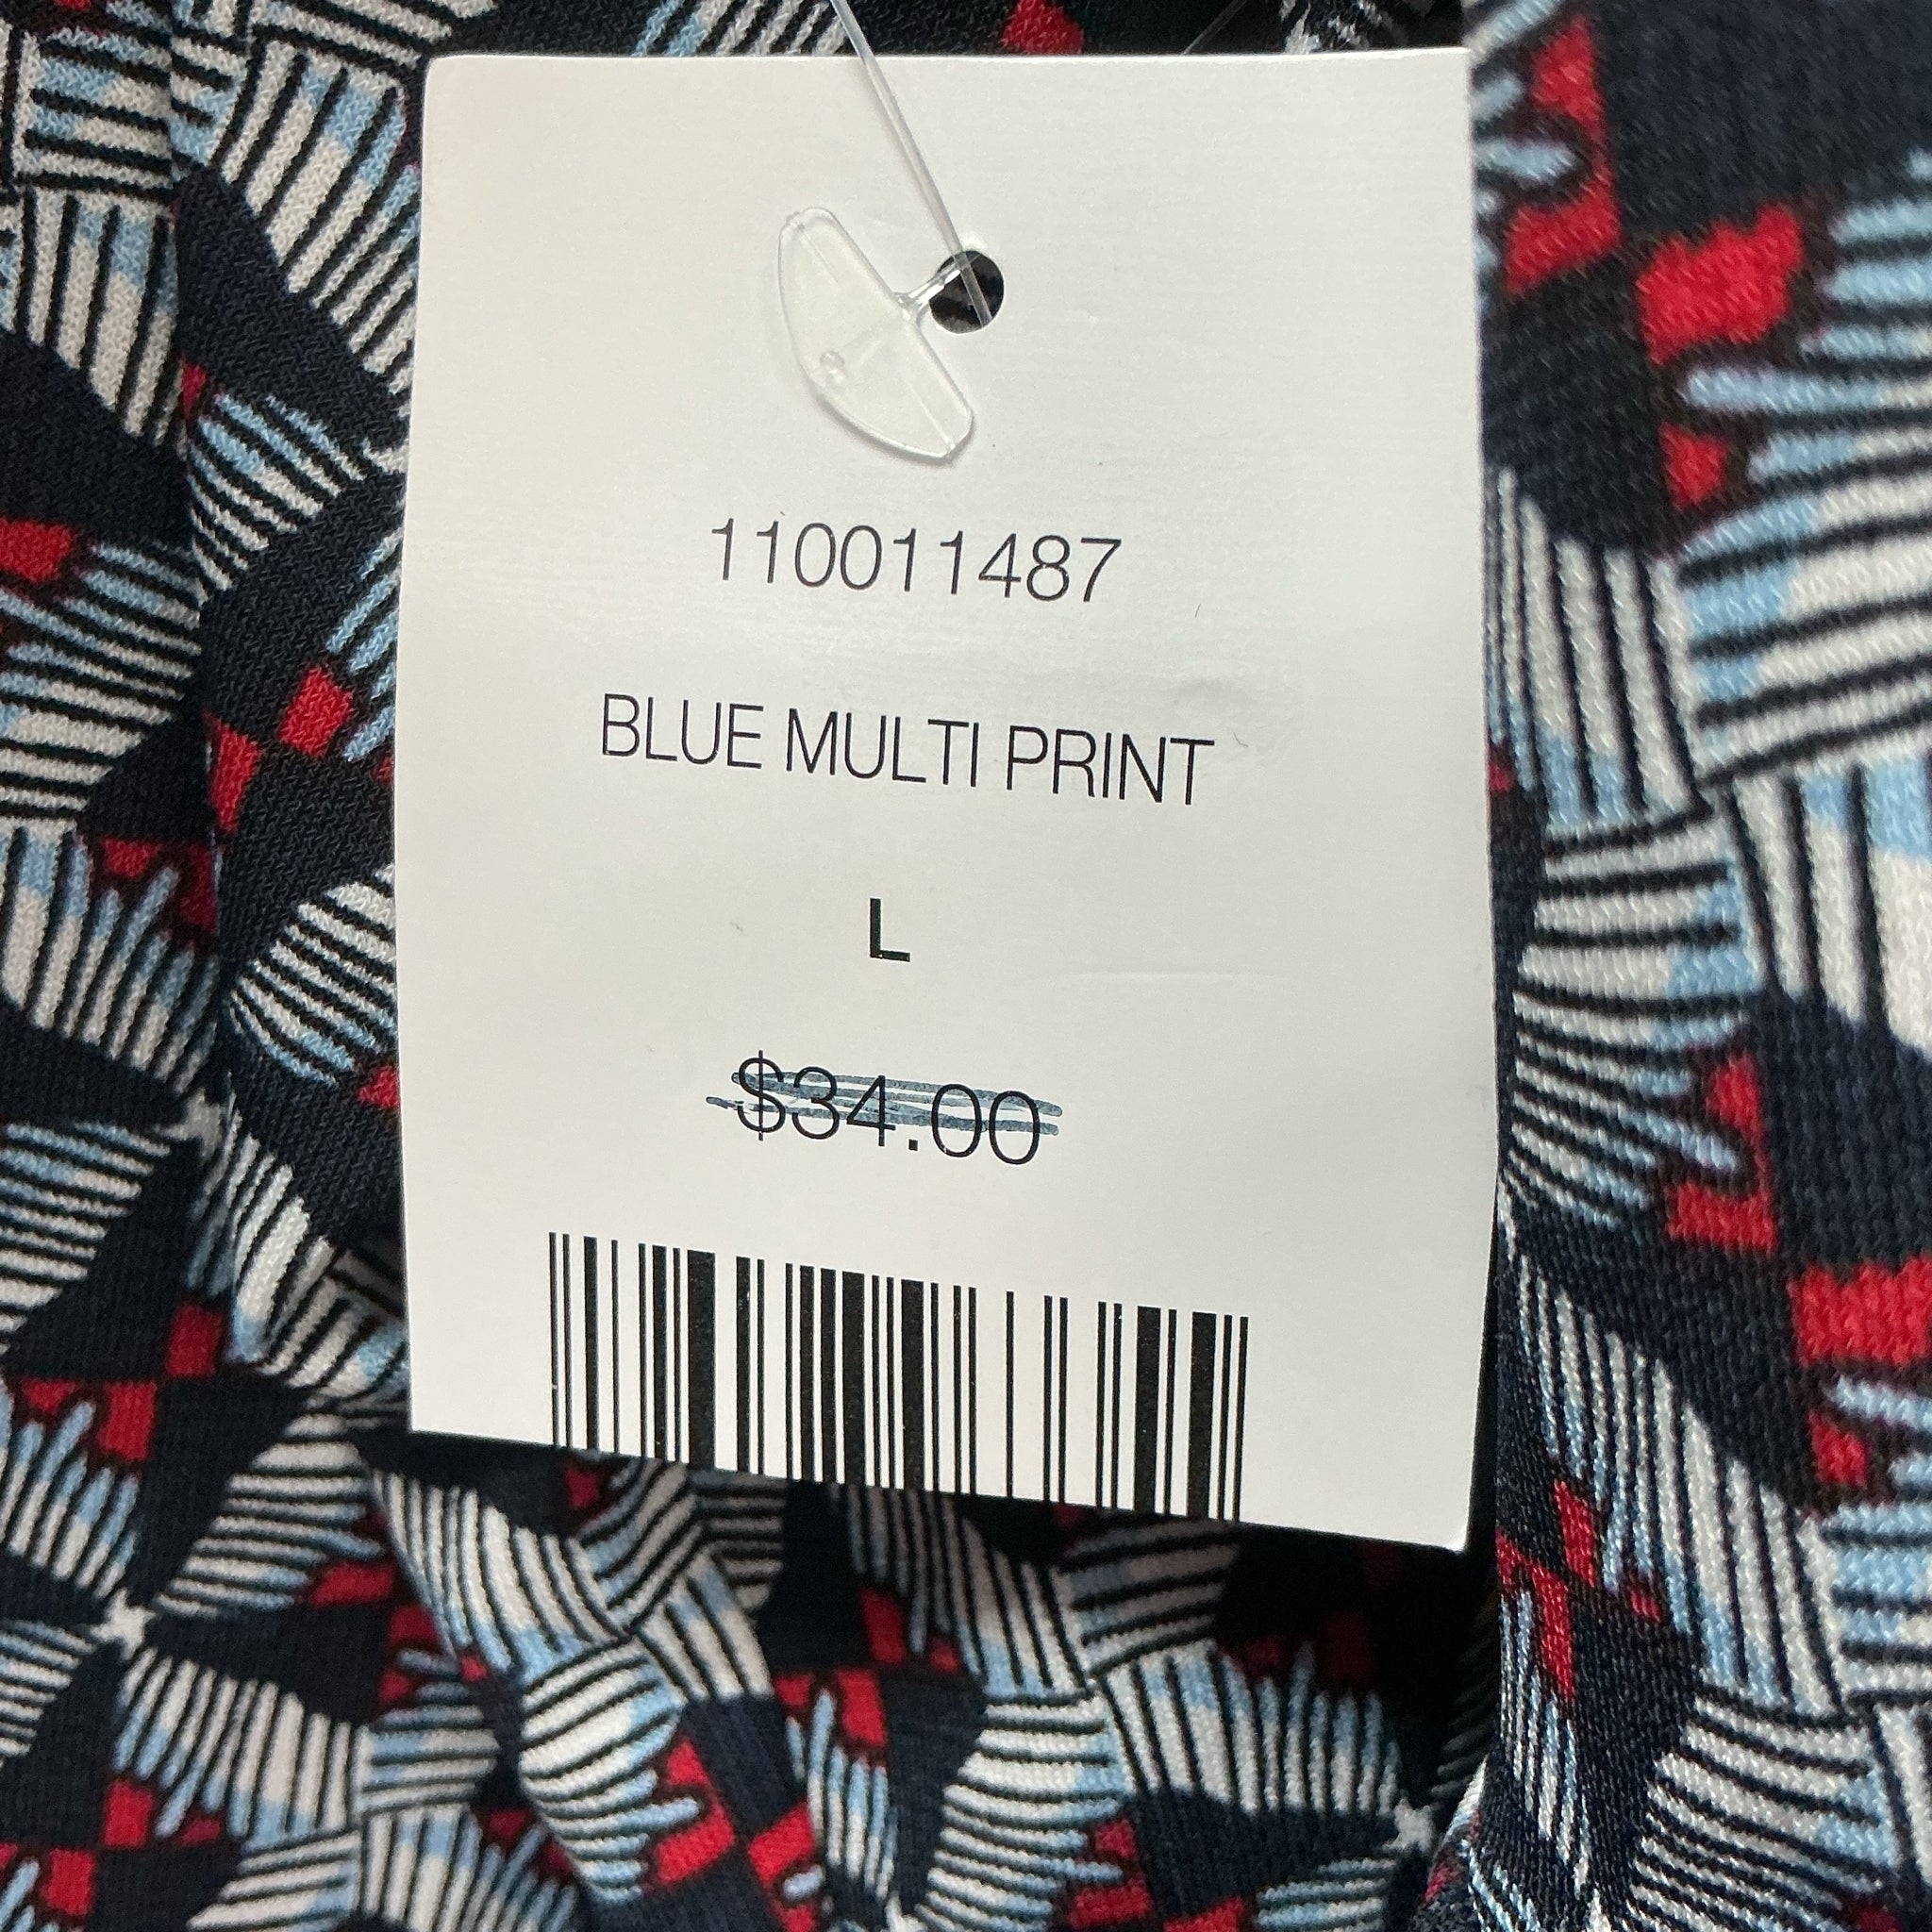 110011487
BLUE MULTI PRINT
L
$34.00